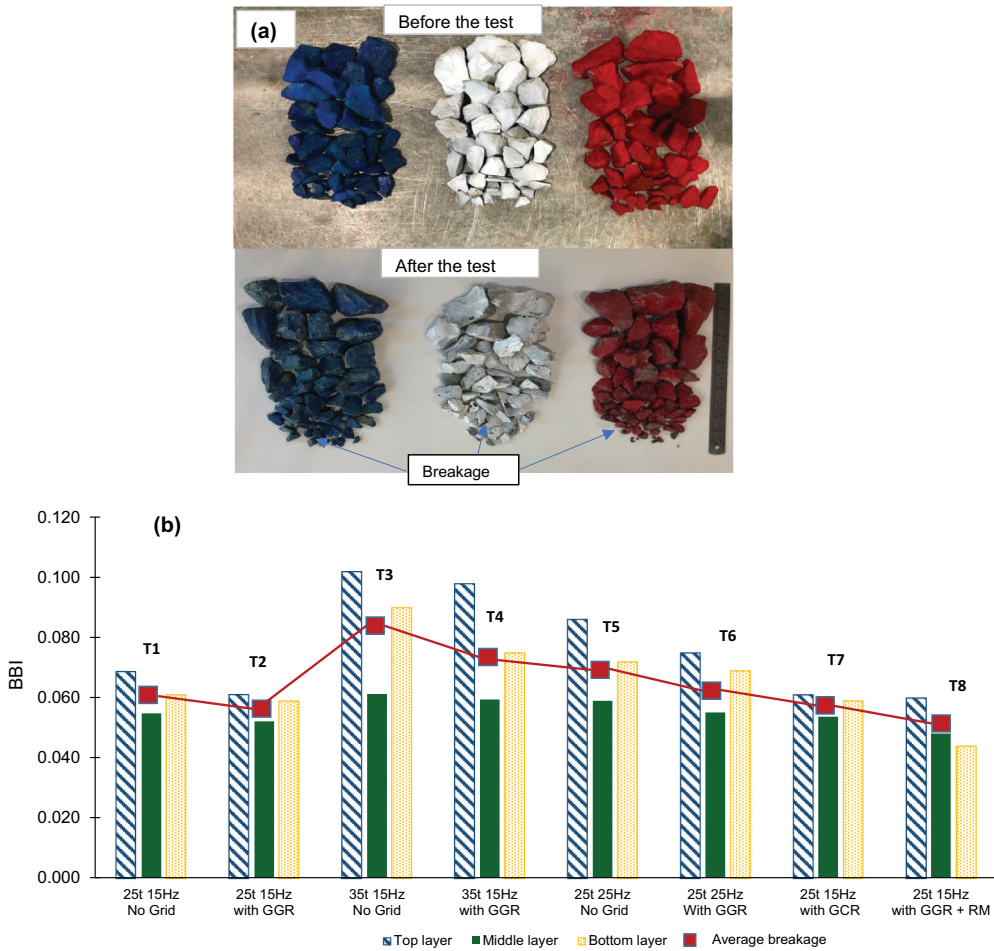 (a)
Before the test
After the test
Breakage
(b)
BBI
0.120
0.100
0.080
0.060
0.040
0.020
0.000
T1
T2
T3
T4
T5
T6
T7
T8
25t 15Hz
No Grid
25t 15Hz
with GGR
35t 15Hz
No Grid
35t 15Hz
with GGR
25t 25Hz
No Grid
25t 25Hz
With GGR
25t 15Hz
with GCR
25t 15Hz
with GGR + RM
Top layer
Middle layer
Bottom layer
Average breakage